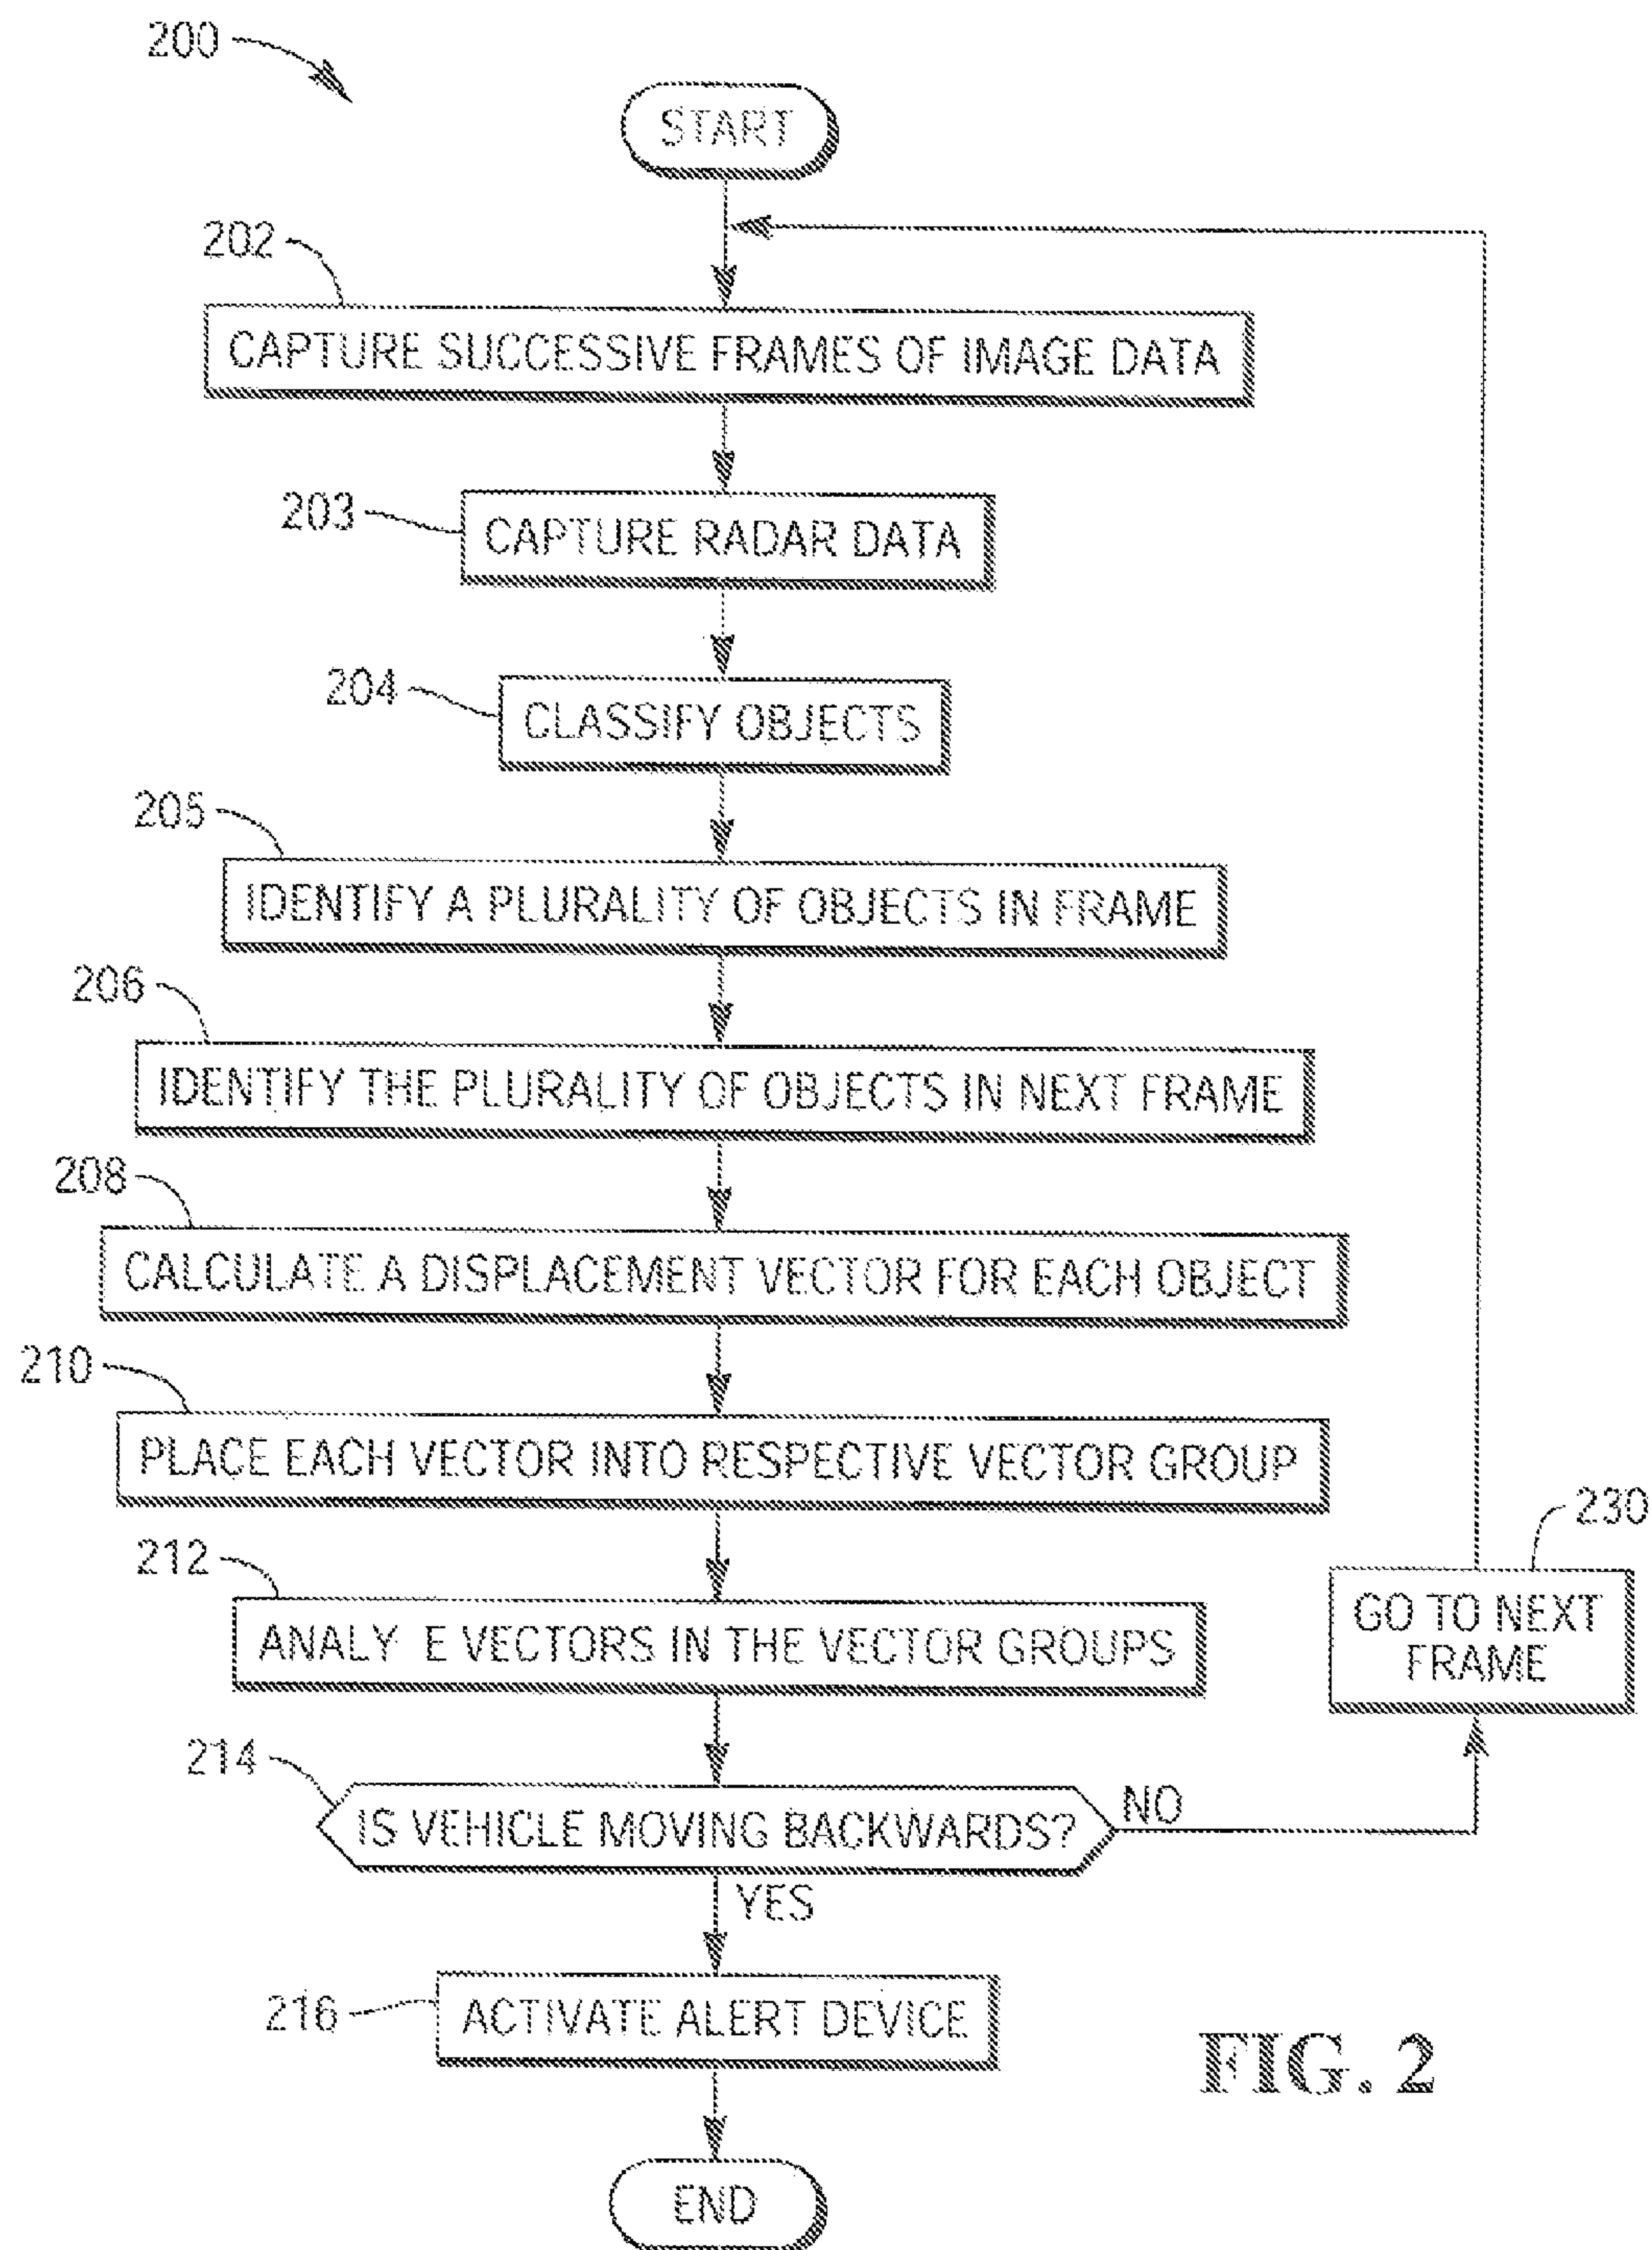 200
START
202
CAPTURE SUCCESSIVE FRAMES OF IMAGE DATA
203
CAPTURE RADAR DATA
204
CLASSIFY OBJECTS
205
IDENTIFY A PLURALITY OF OBJECTS IN FRAME
206
IDENTIFY THE PLURALITY OF OBJECTS IN NEXT FRAME
208
CALCULATE A DISPLACEMENT VECTOR FOR EACH OBJECT
210
PLACE EACH VECTOR INTO RESPECTIVE VECTOR GROUP
212
ANALY E VECTORS IN THE VECTOR GROUPS
230
GO TO NEXT
FRAME
214
IS VEHICLE MOVING BACKWARDS?
NO
YES
216
ACTIVATE ALERT DEVICE
END
FIG. 2